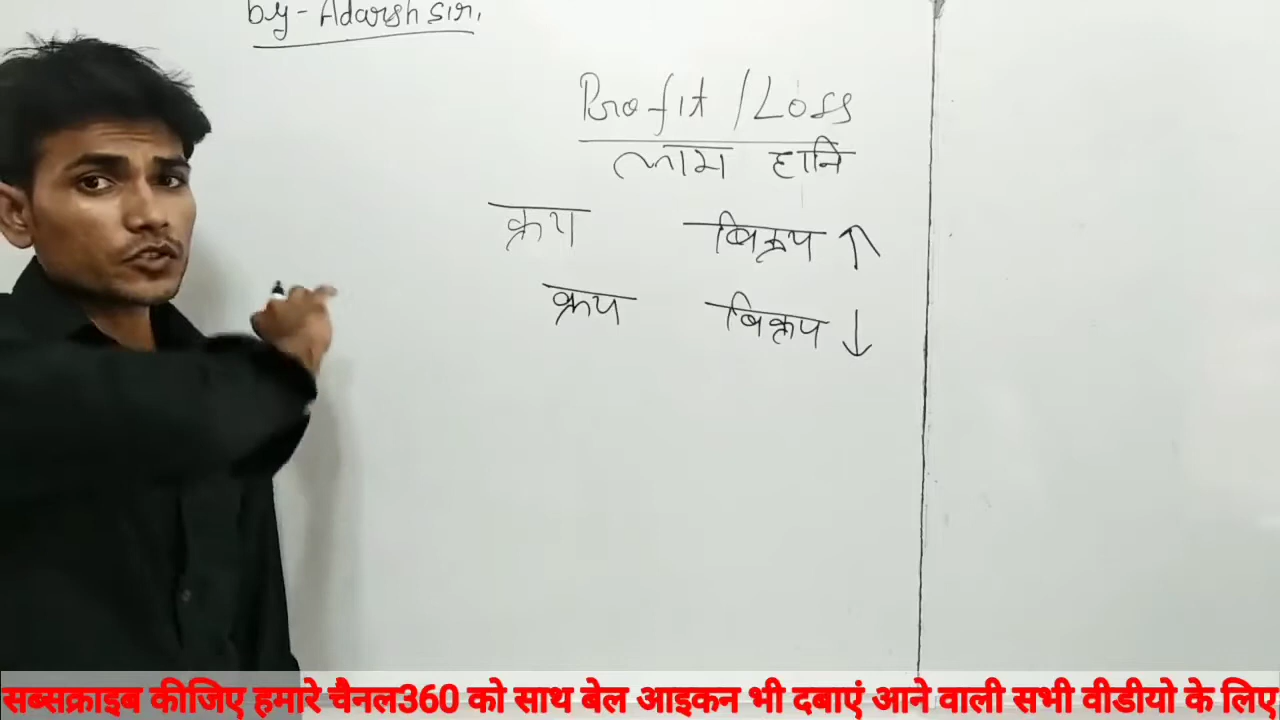 by- Adarsh Sir.
Profit / Loss
लाभ हानि
क्रय विक्रय ↑
क्रय विक्रय ↓
सब्सक्राइब कीजिए हमारे चैनल360 को साथ बेल आइकन भी दबाएं आने वाली सभी वीडीयो के लिए